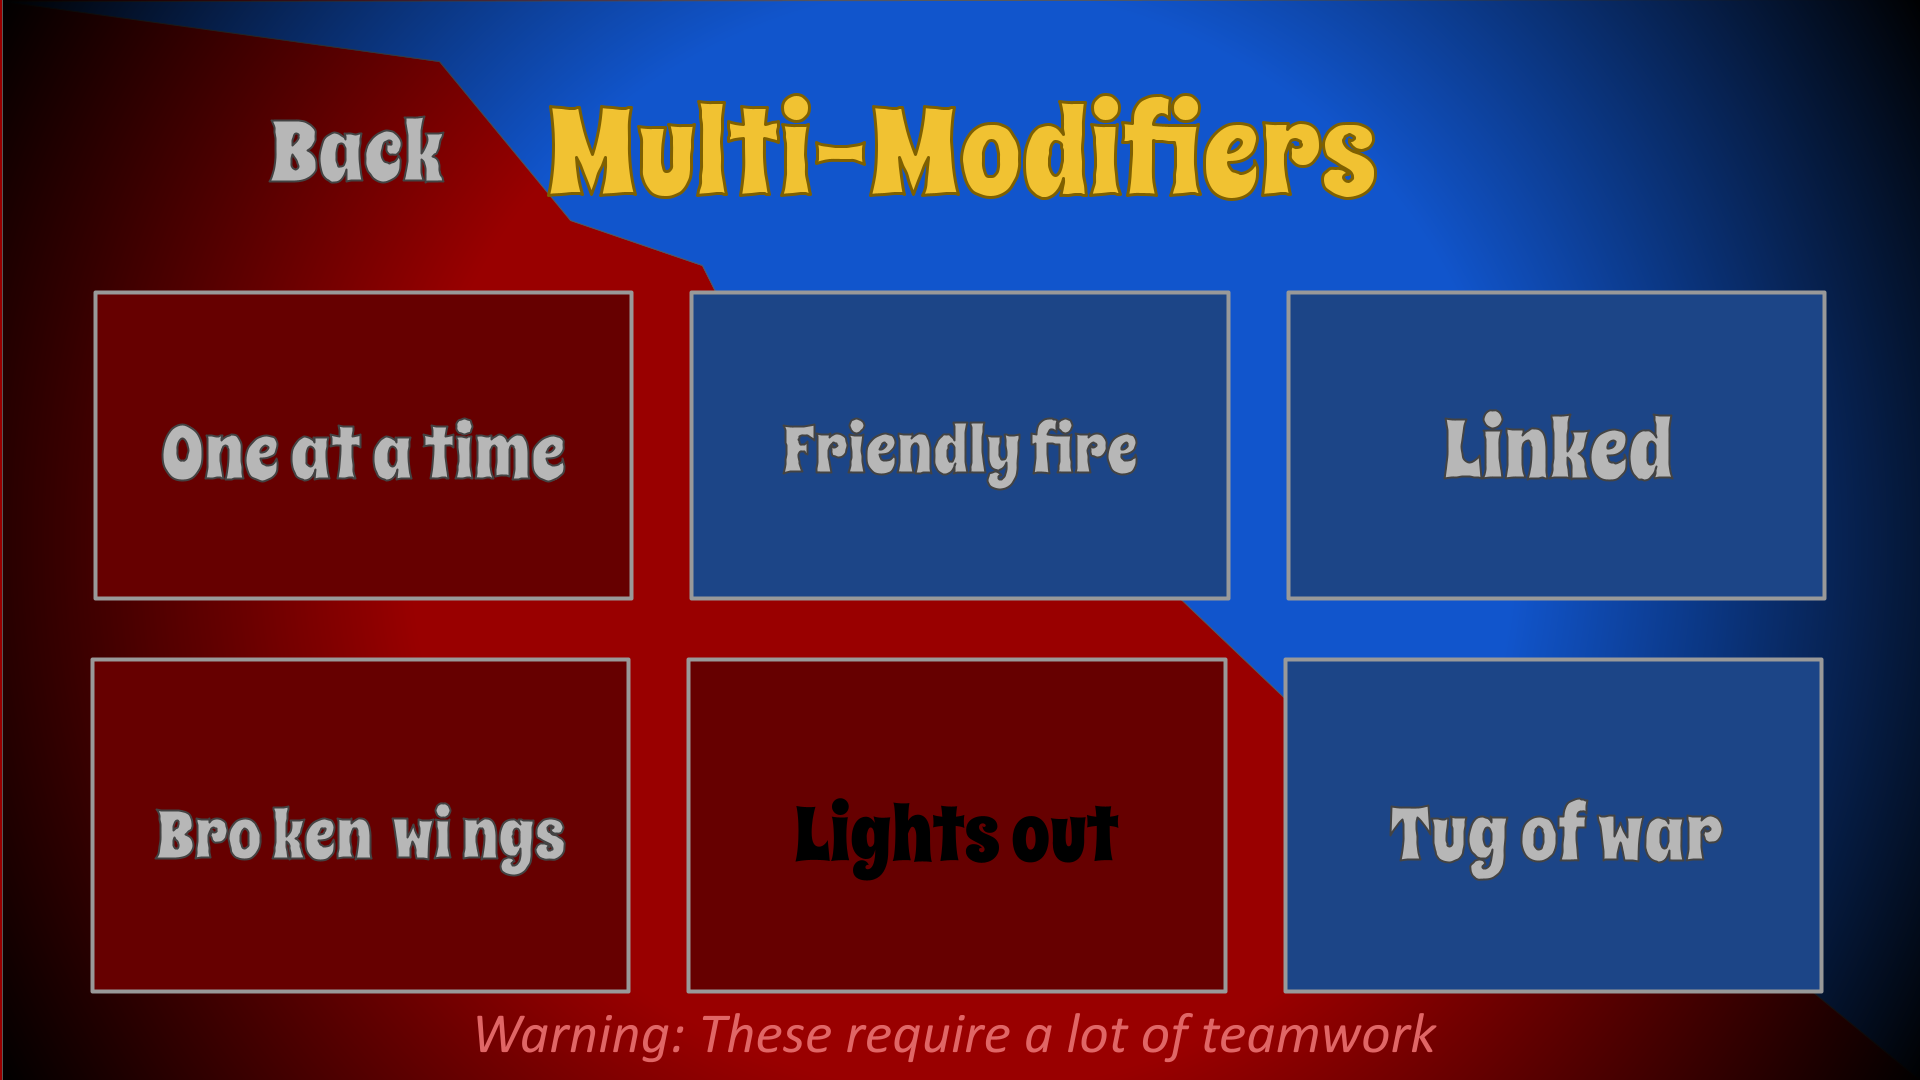 Back
Multi-Modifiers
One at a time
Friendly fire
Linked
Bro ken wi ngs
Lights out
Tug of war
Warning: These require a lot of teamwork